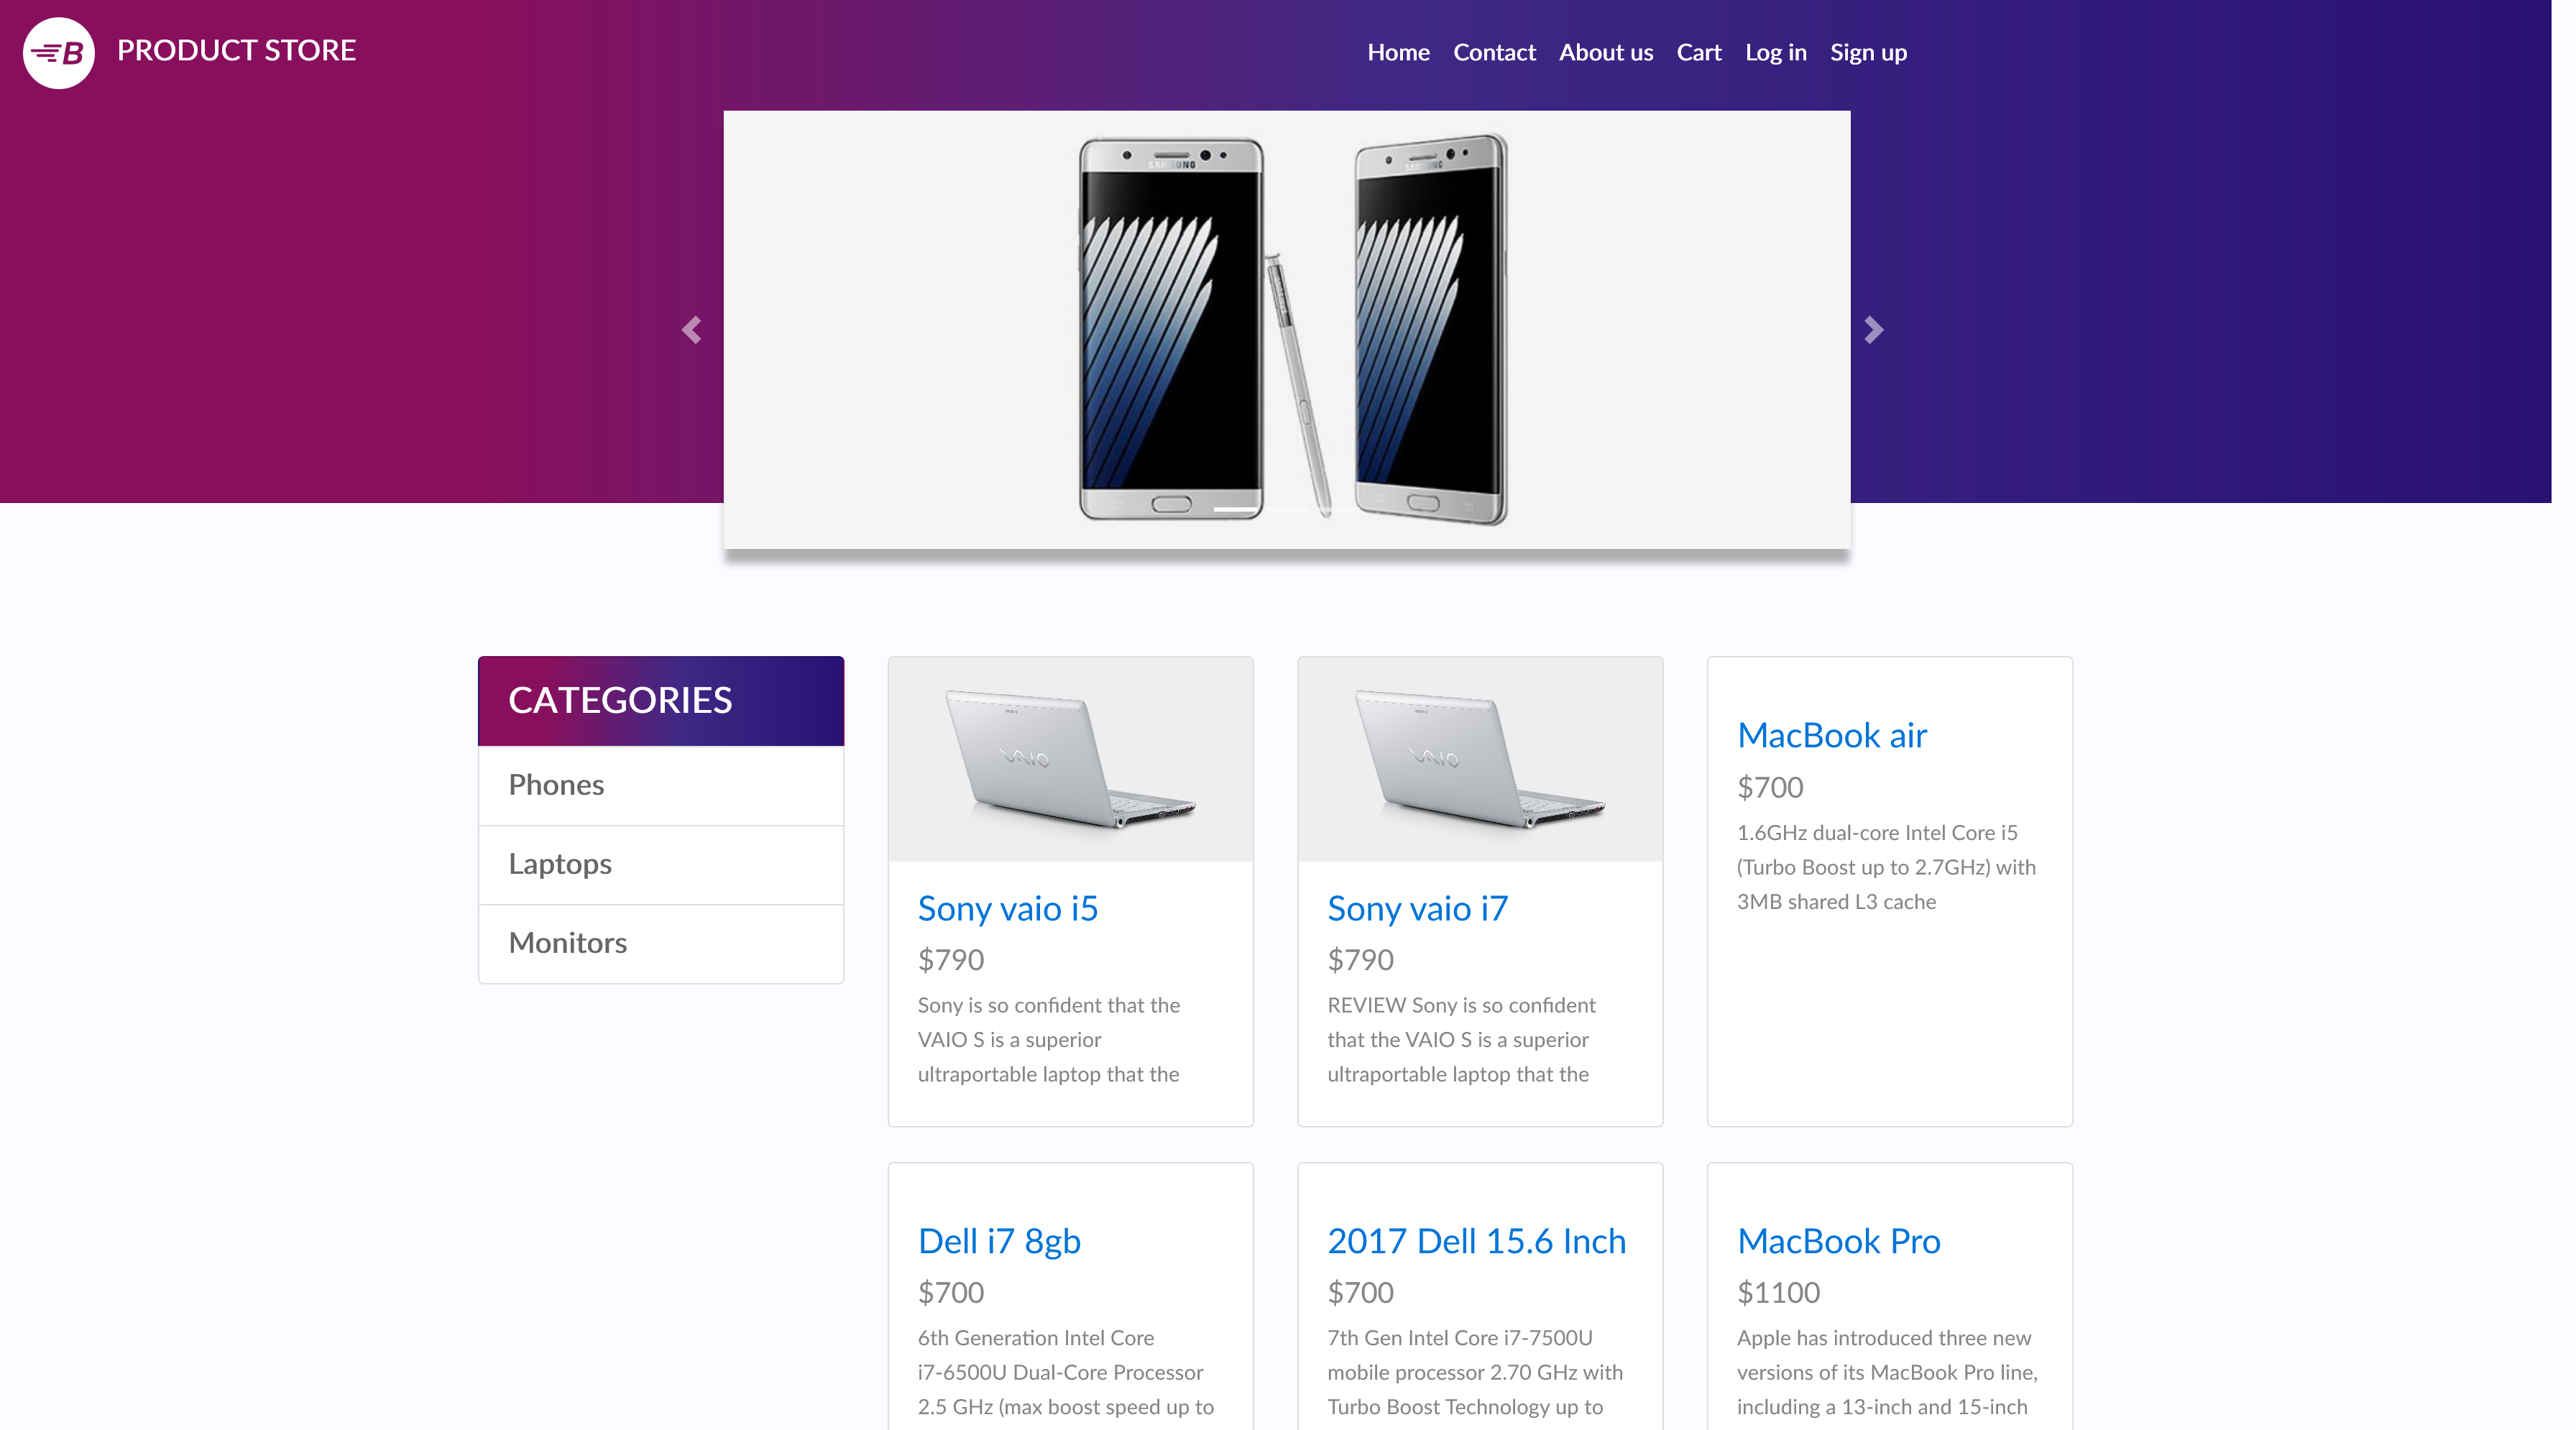 B PRODUCT STORE
Home Contact About us Cart Log in Sign up
SAMSUNG
SAMSUNG
CATEGORIES
Phones
Laptops
Monitors
SONY
VAIO
Sony vaio i5
$790
Sony is so confident that the
VAIO S is a superior
ultraportable laptop that the
SONY
VAIO
Sony vaio i7
$790
REVIEW Sony is so confident
that the VAIO S is a superior
ultraportable laptop that the
MacBook air
$700
1.6GHz dual-core Intel Core i5
(Turbo Boost up to 2.7GHz) with
3MB shared L3 cache
Dell i7 8gb
$700
6th Generation Intel Core
i7-6500U Dual-Core Processor
2.5 GHz (max boost speed up to
2017 Dell 15.6 Inch
$700
7th Gen Intel Core i7-7500U
mobile processor 2.70 GHz with
Turbo Boost Technology up to
MacBook Pro
$1100
Apple has introduced three new
versions of its MacBook Pro line,
including a 13-inch and 15-inch